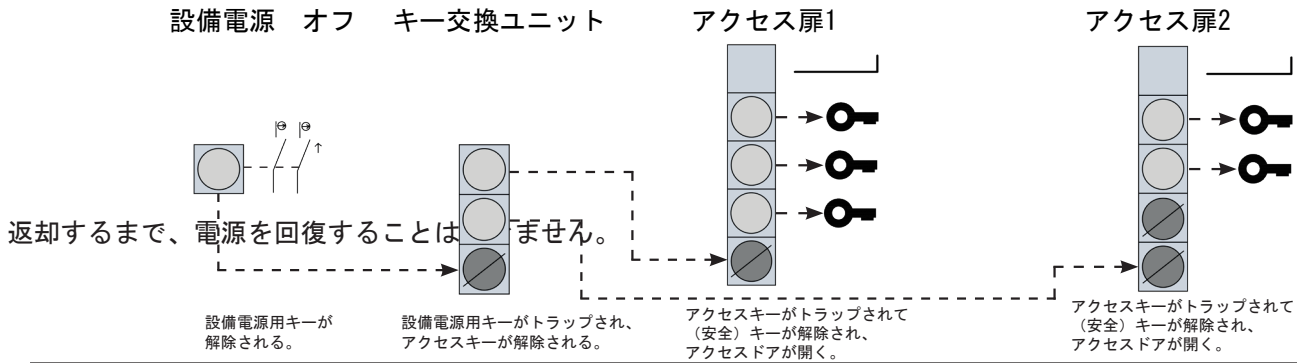 設備電源 オフ
キー交換ユニット
アクセス扉1
アクセス扉2
返却するまで、電源を回復することは ません。
設備電源用キーが
解除される。
設備電源用キーがトラップされ、
アクセスキーが解除される。
アクセスキーがトラップされて
(安全)キーが解除され、
アクセスドアが開く。
アクセスキーがトラップされて
(安全)キーが解除され、
アクセスドアが開く。